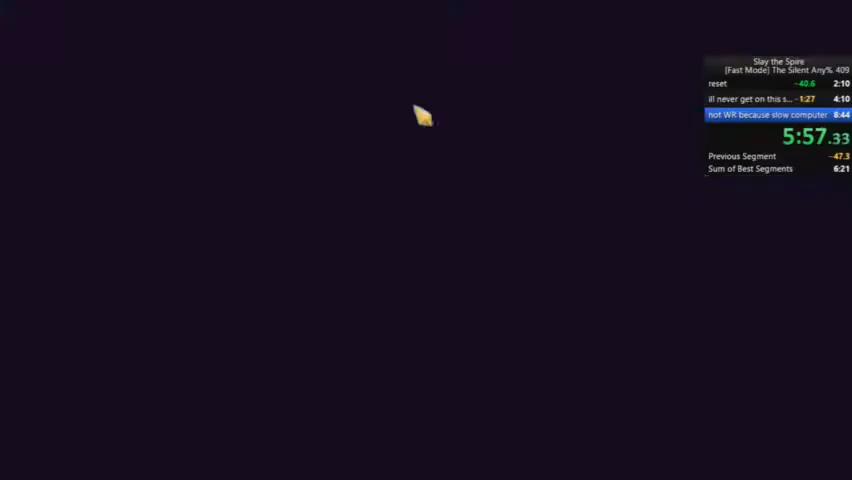 Slay the Spire
[Fast Mode] The Silent Any% 409
reset -40.6 2:10
ill never get on this s... -1:27 4:10
not WR because slow computer 8:44
5:57.33
Previous Segment -47.3
Sum of Best Segments 6:21